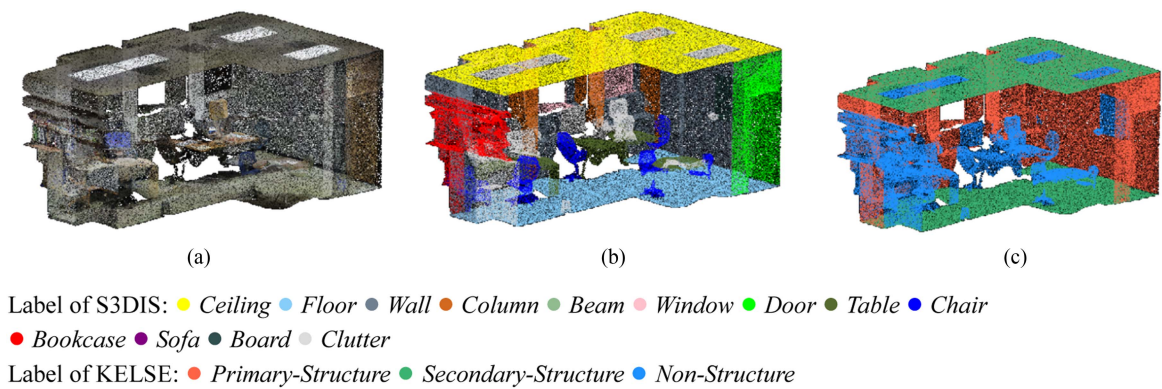 (a) (b) (c)
Label of S3DIS: Ceiling Floor Wall Column Beam Window Door Table Chair
Bookcase Sofa Board Clutter
Label of KELSE: Primary-Structure Secondary-Structure Non-Structure